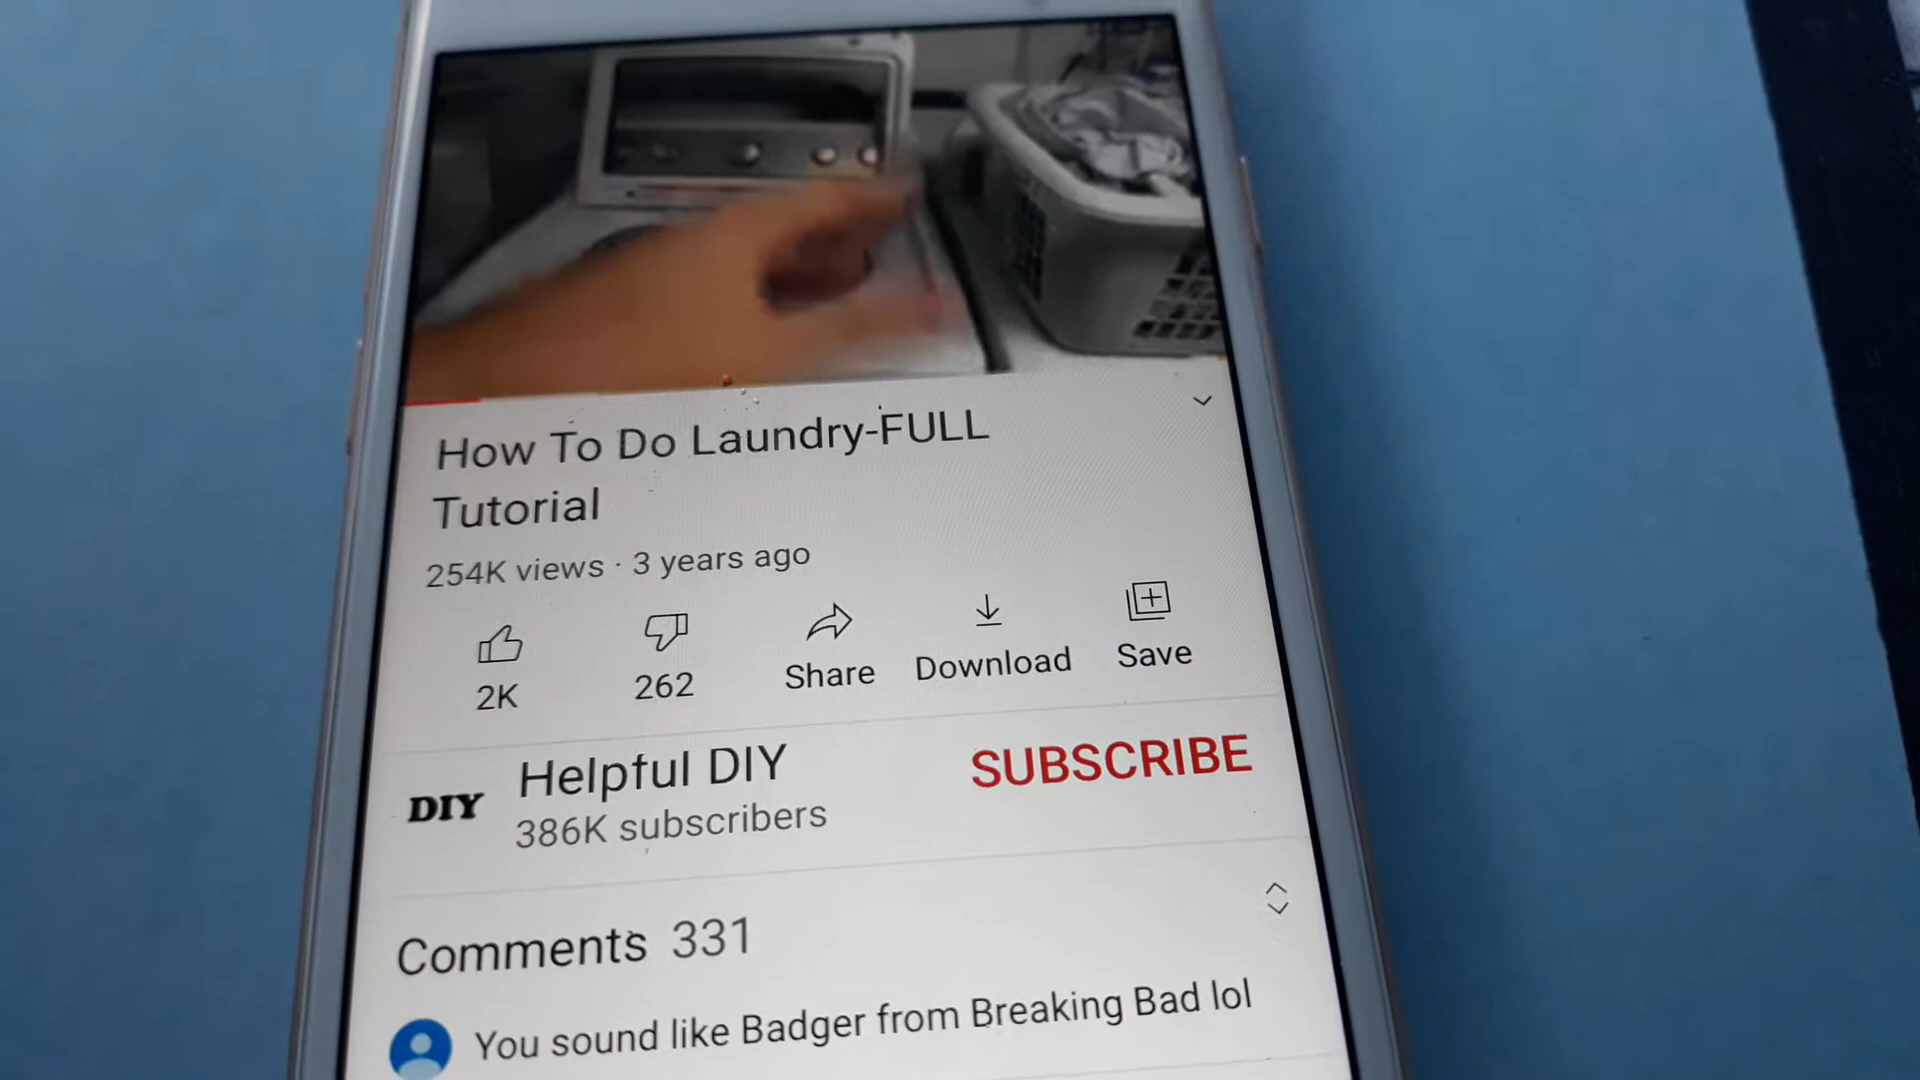 How To Do Laundry-FULL
Tutorial
254K views · 3 years ago
2K
262
Share
Download
Save
DIY
Helpful DIY
386K subscribers
SUBSCRIBE
Comments 331
You sound like Badger from Breaking Bad lol